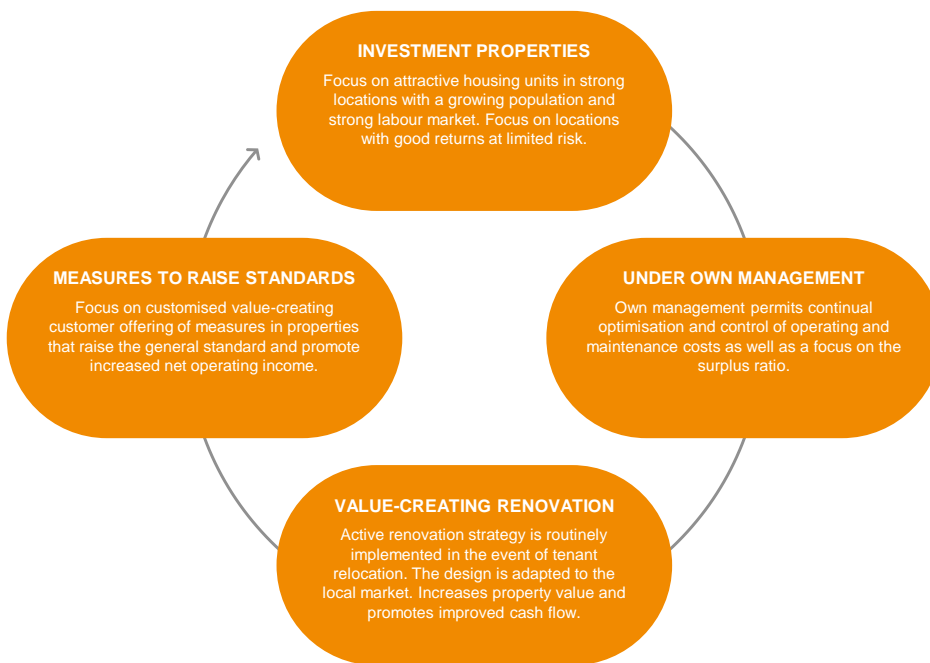 INVESTMENT PROPERTIES
Focus on attractive housing units in strong
locations with a growing population and
strong labour market. Focus on locations
with good returns at limited risk.
UNDER OWN MANAGEMENT
Own management permits continual
optimisation and control of operating and
maintenance costs as well as a focus on the
surplus ratio.
VALUE-CREATING RENOVATION
Active renovation strategy is routinely
implemented in the event of tenant
relocation. The design is adapted to the
local market. Increases property value and
promotes improved cash flow.
MEASURES TO RAISE STANDARDS
Focus on customised value-creating
customer offering of measures in properties
that raise the general standard and promote
increased net operating income.